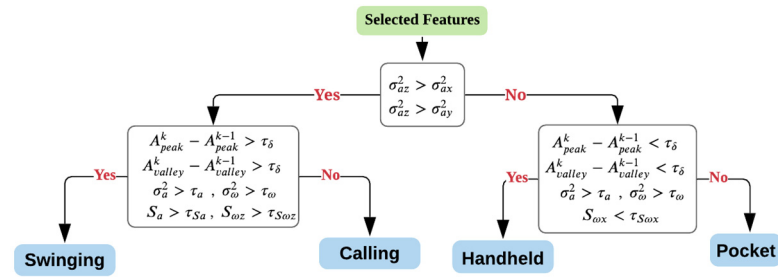 Selected Features
σ²az > σ²ax
σ²az > σ²ay
Yes
No
A^k_peak − A^{k-1}_peak > τδ
A^k_valley − A^{k-1}_valley > τδ
σ²a > τa , σ²ω > τω
Sa > τSa , Sωz > τSωz
Yes
No
Swinging
Calling
A^k_peak − A^{k-1}_peak < τδ
A^k_valley − A^{k-1}_valley < τδ
σ²a > τa , σ²ω > τω
Sωx < τSωx
Yes
No
Handheld
Pocket